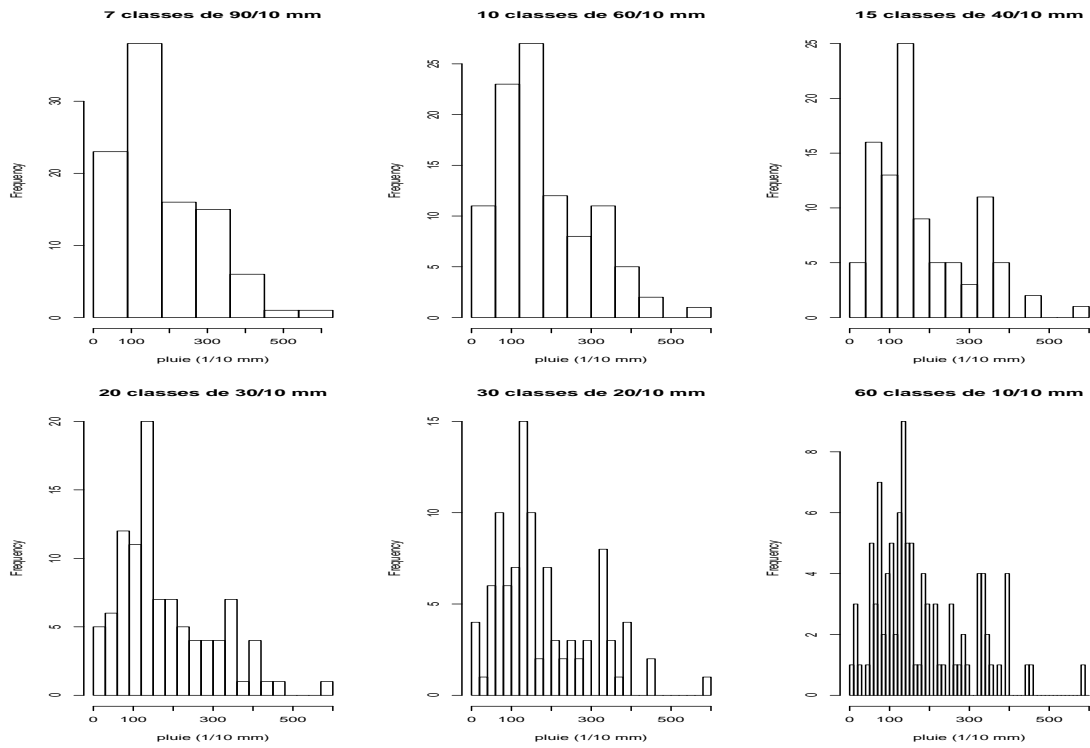 7 classes de 90/10 mm
Frequency
0 10 20 30
0 100 300 500
pluie (1/10 mm)
10 classes de 60/10 mm
Frequency
0 5 10 15 20 25
0 100 300 500
pluie (1/10 mm)
15 classes de 40/10 mm
Frequency
0 5 10 15 20 25
0 100 300 500
pluie (1/10 mm)
20 classes de 30/10 mm
Frequency
0 5 10 15 20
0 100 300 500
pluie (1/10 mm)
30 classes de 20/10 mm
Frequency
0 5 10 15
0 100 300 500
pluie (1/10 mm)
60 classes de 10/10 mm
Frequency
0 2 4 6 8
0 100 300 500
pluie (1/10 mm)